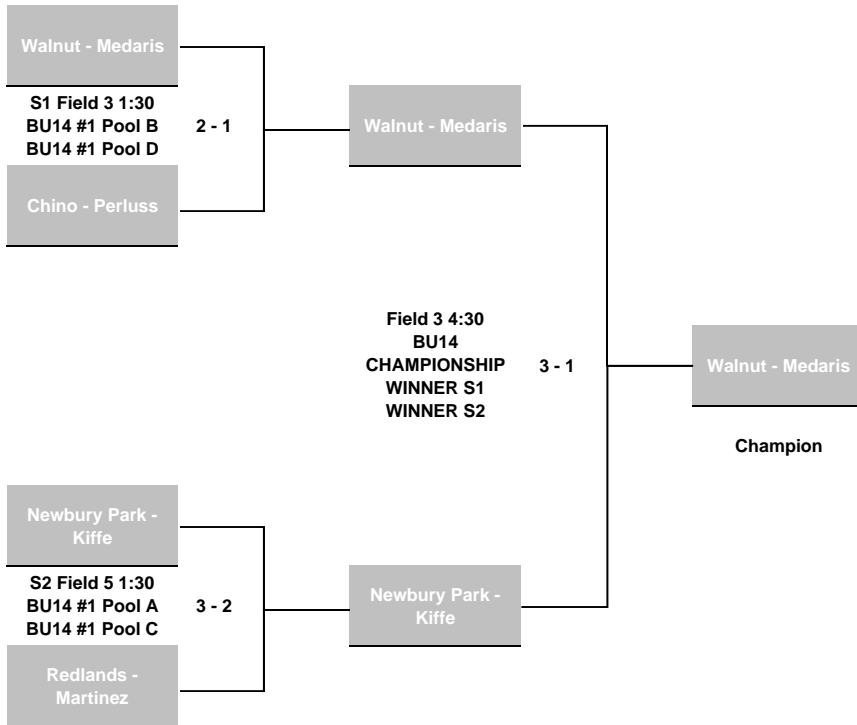 Walnut - Medaris
S1 Field 3 1:30
BU14 #1 Pool B
BU14 #1 Pool D
2 - 1
Chino - Perluss
Walnut - Medaris
Field 3 4:30
BU14
CHAMPIONSHIP
WINNER S1
WINNER S2
3 - 1
Walnut - Medaris
Champion
Newbury Park -
Kiffe
S2 Field 5 1:30
BU14 #1 Pool A
BU14 #1 Pool C
3 - 2
Redlands -
Martinez
Newbury Park -
Kiffe